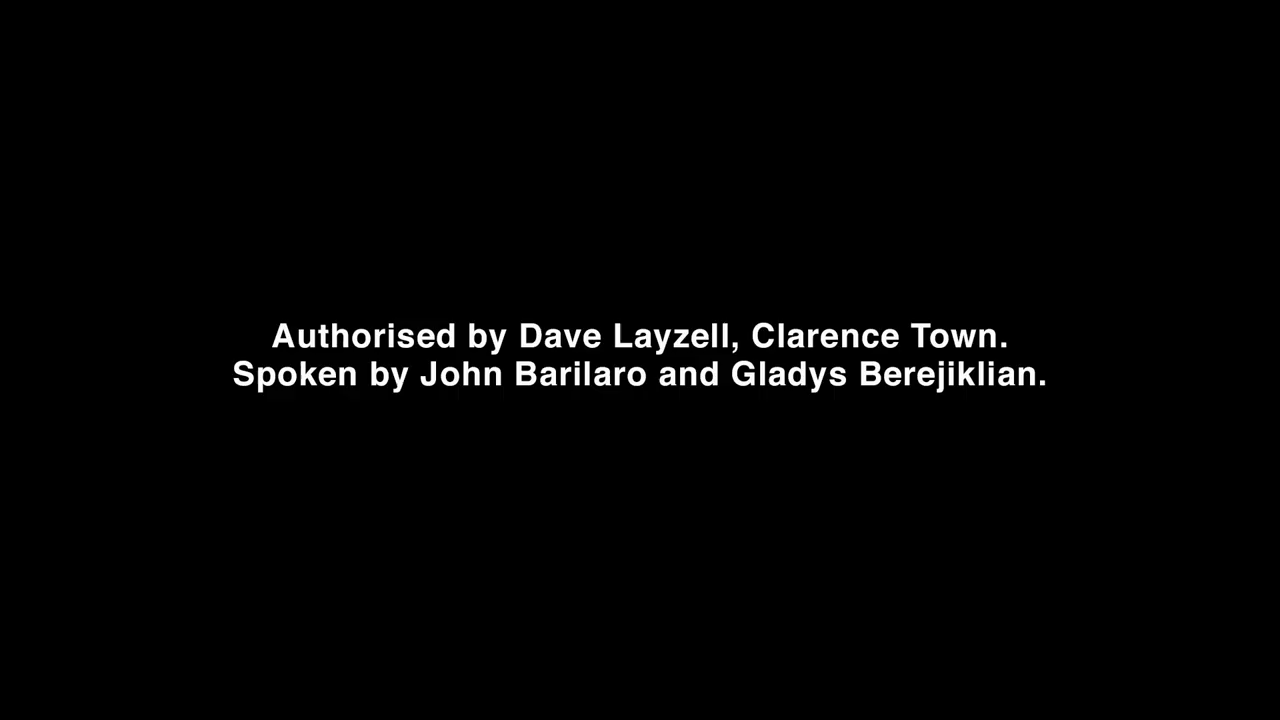 Authorised by Dave Layzell, Clarence Town.
Spoken by John Barilaro and Gladys Berejiklian.